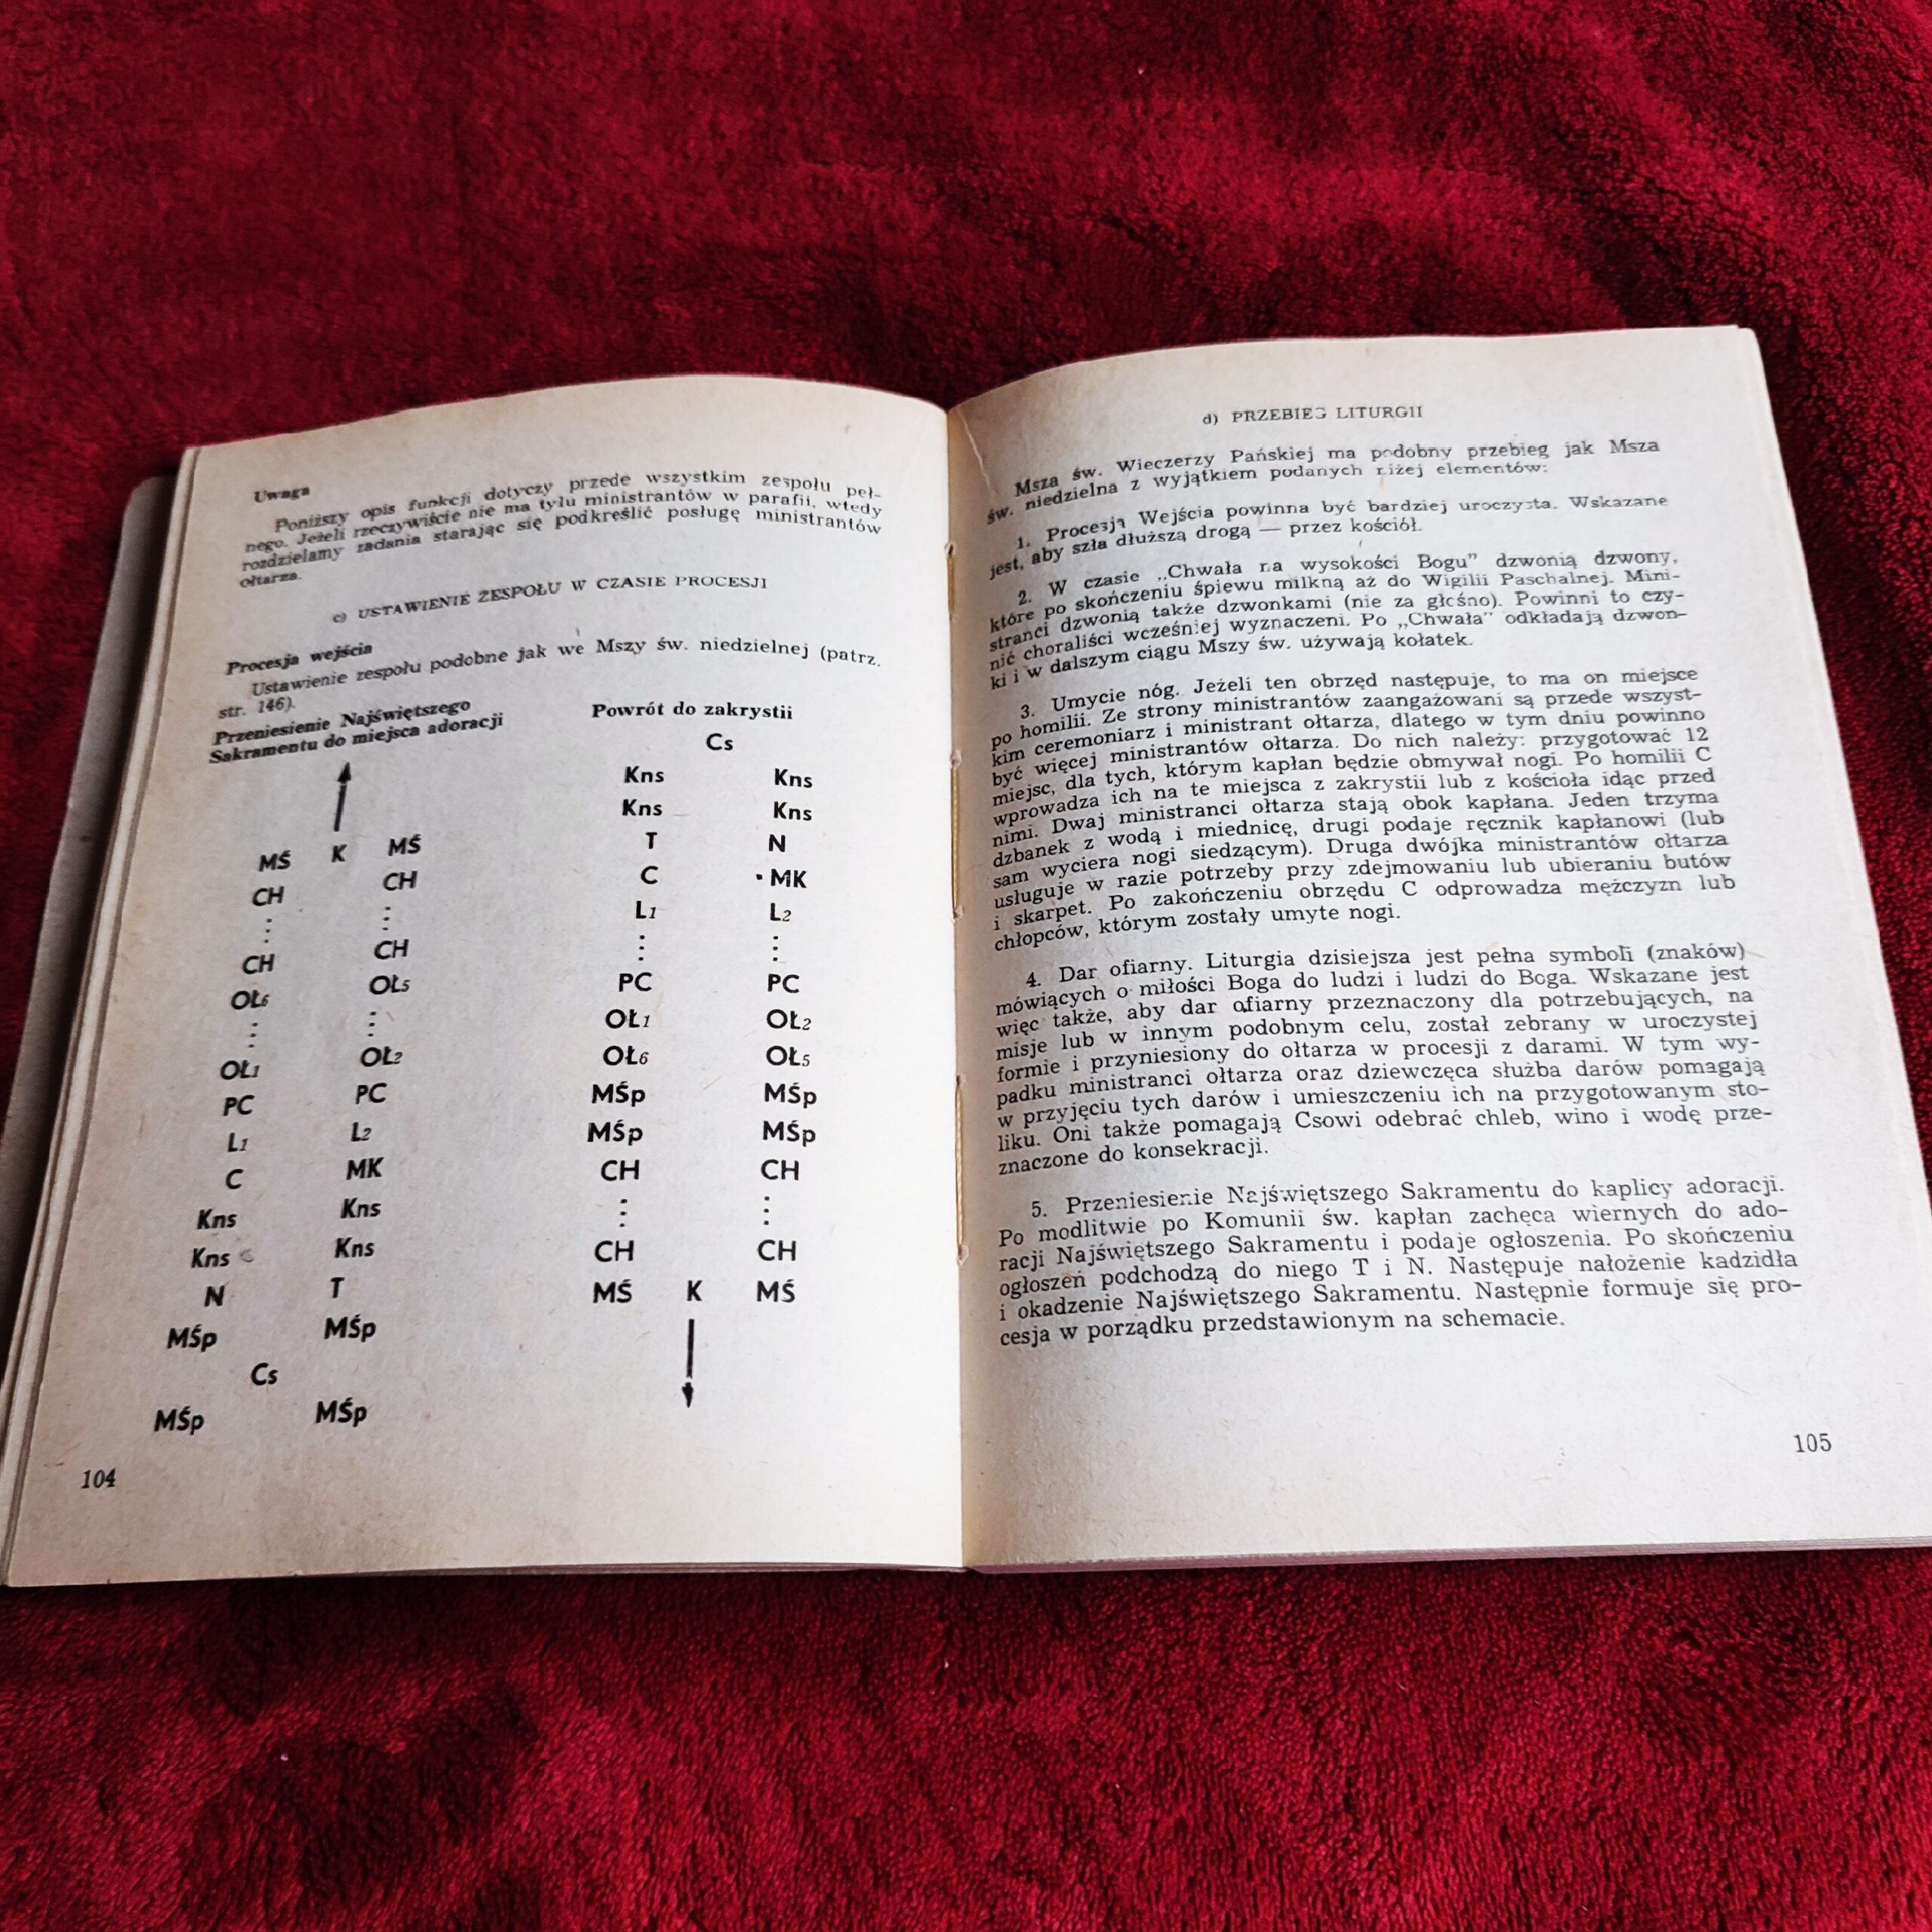 Uwaga
Poniższy opis funkcji dotyczy przede wszystkim zespołu peł-
nego. Jeżeli rzeczywiście nie ma tylu ministrantów w parafii, wtedy
rozdzielamy zadania starając się podkreślić posługę ministrantów
ołtarza.
c) USTAWIENIE ZESPOŁU W CZASIE PROCESJI
Procesja wejścia
Ustawienie zespołu podobne jak we Mszy św. niedzielnej (patrz.
str. 146).
Przeniesienie Najświętszego
Sakramentu do miejsca adoracji
MŚ K MŚ
CH CH
⋮ ⋮
CH CH
OŁ6 OŁ5
⋮ ⋮
OŁ1 OŁ2
PC PC
L1 L2
C MK
Kns Kns
Kns Kns
N T
MŚp MŚp
Cs
MŚp MŚp
Powrót do zakrystii
Cs
Kns Kns
Kns Kns
T N
C MK
L1 L2
⋮ ⋮
PC PC
OŁ1 OŁ2
OŁ6 OŁ5
MŚp MŚp
MŚp MŚp
CH CH
⋮ ⋮
CH CH
MŚ K MŚ
104
d) PRZEBIEG LITURGII
Msza św. Wieczerzy Pańskiej ma podobny przebieg jak Msza
św. niedzielna z wyjątkiem podanych niżej elementów:
1. Procesja Wejścia powinna być bardziej uroczysta. Wskazane
jest, aby szła dłuższą drogą — przez kościół.
2. W czasie „Chwała na wysokości Bogu” dzwonią dzwony,
które po skończeniu śpiewu milkną aż do Wigilii Paschalnej. Mini-
stranci dzwonią także dzwonkami (nie za głośno). Powinni to czy-
nić choraliści wcześniej wyznaczeni. Po „Chwała” odkładają dzwon-
ki i w dalszym ciągu Mszy św. używają kołatek.
3. Umycie nóg. Jeżeli ten obrzęd następuje, to ma on miejsce
po homilii. Ze strony ministrantów zaangażowani są przede wszyst-
kim ceremoniarz i ministrant ołtarza, dlatego w tym dniu powinno
być więcej ministrantów ołtarza. Do nich należy: przygotować 12
miejsc, dla tych, którym kapłan będzie obmywał nogi. Po homilii C
wprowadza ich na te miejsca z zakrystii lub z kościoła idąc przed
nimi. Dwaj ministranci ołtarza stają obok kapłana. Jeden trzyma
dzbanek z wodą i miednicę, drugi podaje ręcznik kapłanowi (lub
sam wyciera nogi siedzącym). Druga dwójka ministrantów ołtarza
usługuje w razie potrzeby przy zdejmowaniu lub ubieraniu butów
i skarpet. Po zakończeniu obrzędu C odprowadza mężczyzn lub
chłopców, którym zostały umyte nogi.
4. Dar ofiarny. Liturgia dzisiejsza jest pełna symboli (znaków)
mówiących o miłości Boga do ludzi i ludzi do Boga. Wskazane jest
więc także, aby dar ofiarny przeznaczony dla potrzebujących, na
misje lub w innym podobnym celu, został zebrany w uroczystej
formie i przyniesiony do ołtarza w procesji z darami. W tym wy-
padku ministranci ołtarza oraz dziewczęca służba darów pomagają
w przyjęciu tych darów i umieszczeniu ich na przygotowanym sto-
liku. Oni także pomagają Csowi odebrać chleb, wino i wodę prze-
znaczone do konsekracji.
5. Przeniesienie Najświętszego Sakramentu do kaplicy adoracji.
Po modlitwie po Komunii św. kapłan zachęca wiernych do ado-
racji Najświętszego Sakramentu i podaje ogłoszenia. Po skończeniu
ogłoszeń podchodzą do niego T i N. Następuje nałożenie kadzidła
i okadzenie Najświętszego Sakramentu. Następnie formuje się pro-
cesja w porządku przedstawionym na schemacie.
105